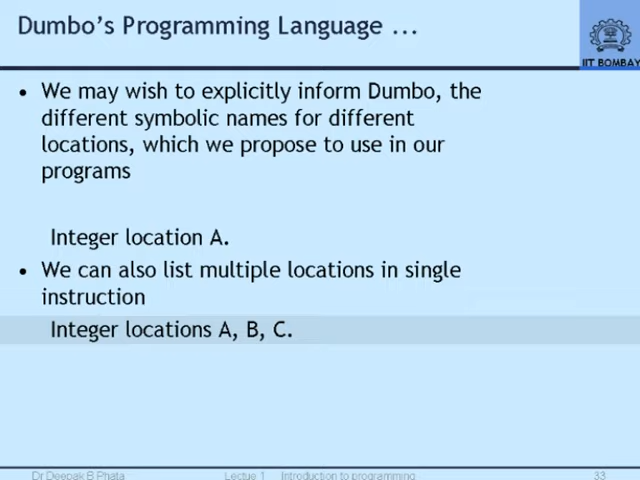 Dumbo's Programming Language ...
IIT BOMBAY
• We may wish to explicitly inform Dumbo, the
different symbolic names for different
locations, which we propose to use in our
programs
Integer location A.
• We can also list multiple locations in single
instruction
Integer locations A, B, C.
Dr Deepak B Phata
Lectue 1 Introduction to programming
33